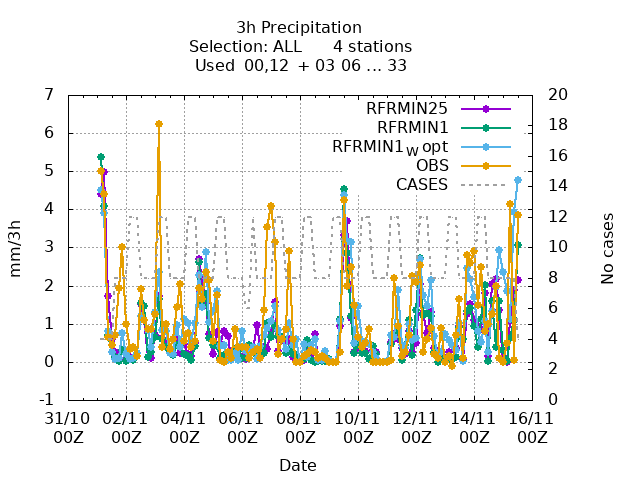 3h Precipitation
Selection: ALL 4 stations
Used 00,12 + 03 06 ... 33
RFRMIN25
RFRMIN1
RFRMIN1W opt
OBS
CASES
mm/3h
7
6
5
4
3
2
1
0
-1
No cases
20
18
16
14
12
10
8
6
4
2
0
31/10 02/11 04/11 06/11 08/11 10/11 12/11 14/11 16/11
00Z 00Z 00Z 00Z 00Z 00Z 00Z 00Z 00Z
Date